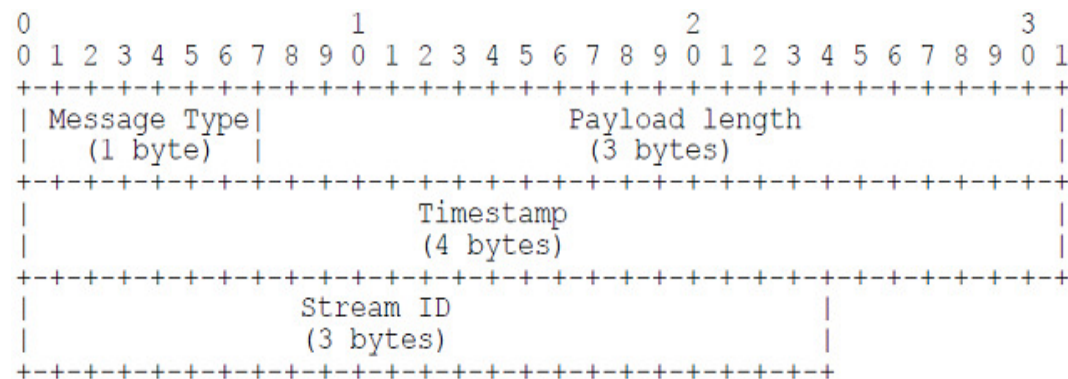 0                   1                   2                   3
0 1 2 3 4 5 6 7 8 9 0 1 2 3 4 5 6 7 8 9 0 1 2 3 4 5 6 7 8 9 0 1
+-+-+-+-+-+-+-+-+-+-+-+-+-+-+-+-+-+-+-+-+-+-+-+-+-+-+-+-+-+-+-+
| Message Type|                  Payload length               |
|   (1 byte)  |                   (3 bytes)                   |
+-+-+-+-+-+-+-+-+-+-+-+-+-+-+-+-+-+-+-+-+-+-+-+-+-+-+-+-+-+-+-+
|                       Timestamp                             |
|                       (4 bytes)                             |
+-+-+-+-+-+-+-+-+-+-+-+-+-+-+-+-+-+-+-+-+-+-+-+-+-+-+-+-+-+-+-+
|                Stream ID                      |
|                (3 bytes)                      |
+-+-+-+-+-+-+-+-+-+-+-+-+-+-+-+-+-+-+-+-+-+-+-+-+